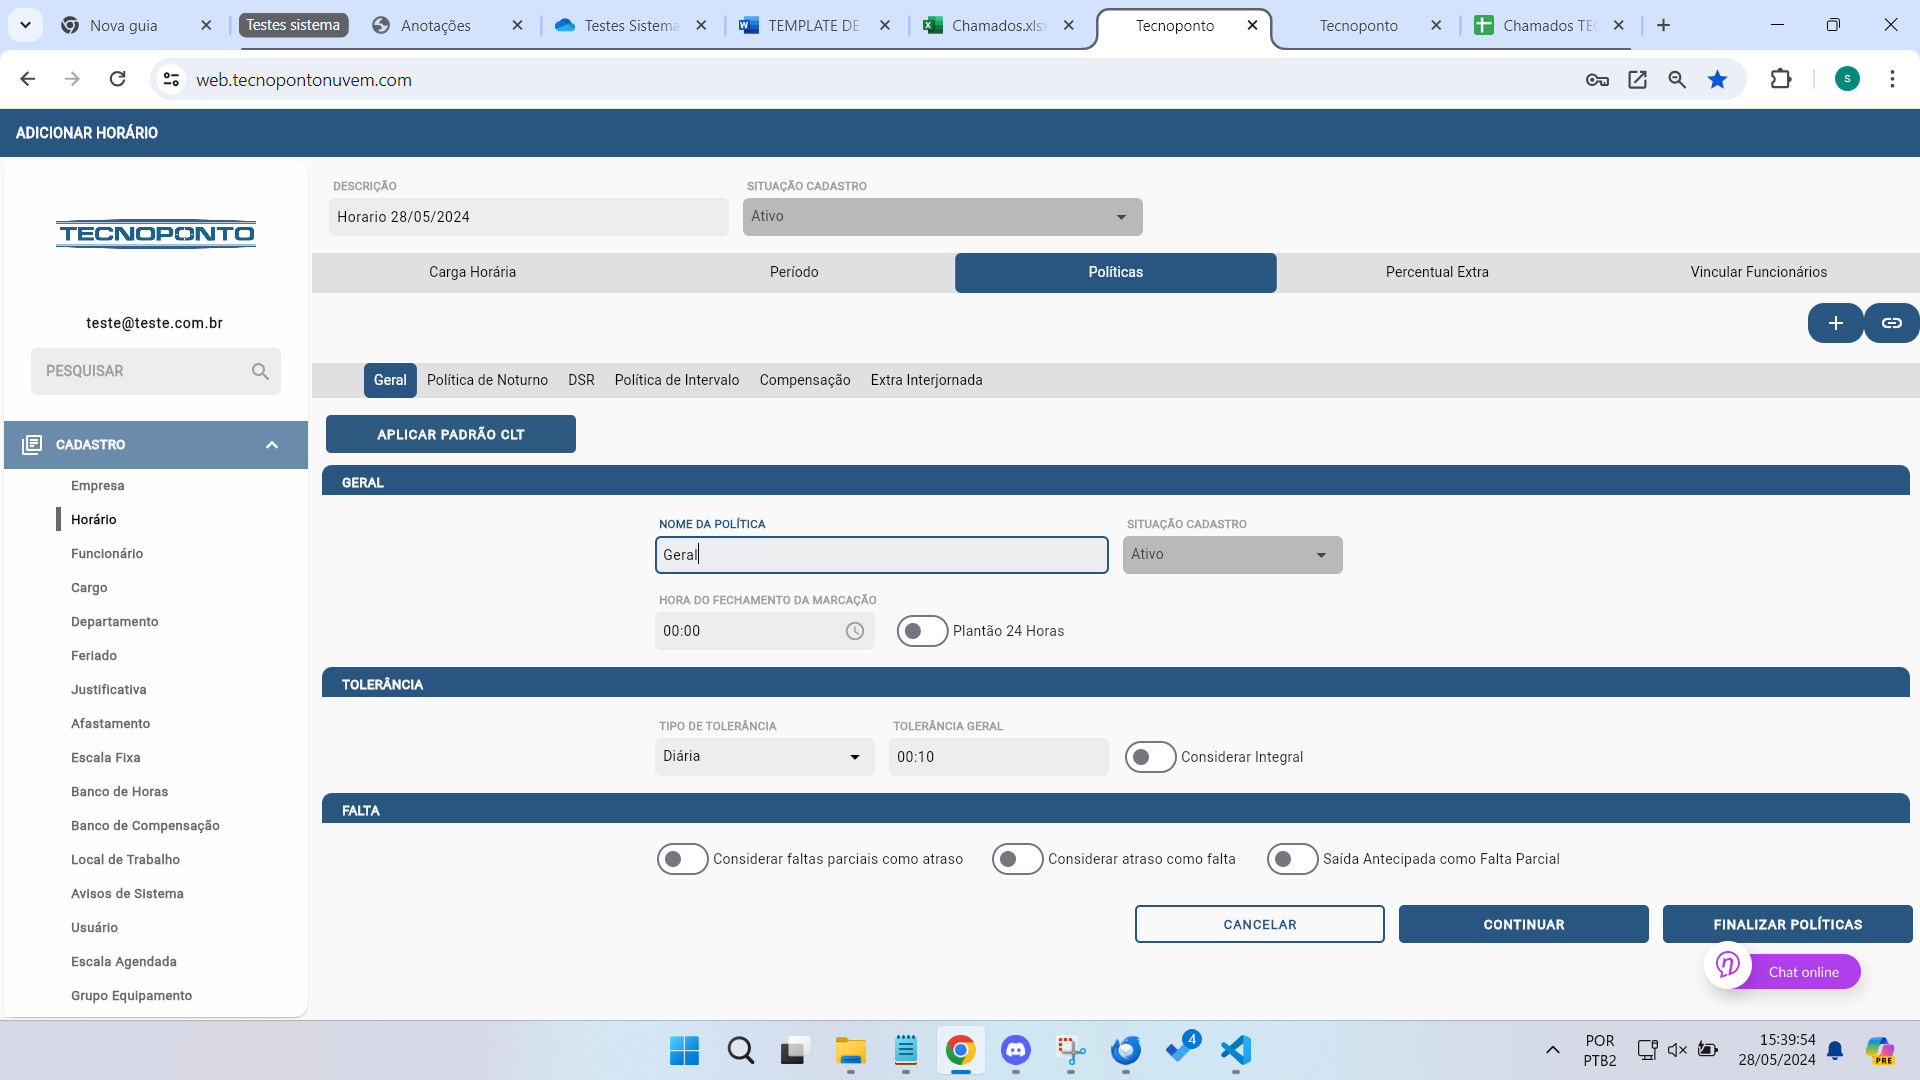 Nova guia
Testes sistema
Anotações
Testes Sistema
TEMPLATE DE
Chamados.xlsx
Tecnoponto
Tecnoponto
Chamados TEC
web.tecnopontonuvem.com
S
ADICIONAR HORÁRIO
TECNOPONTO
teste@teste.com.br
PESQUISAR
CADASTRO
Empresa
Horário
Funcionário
Cargo
Departamento
Feriado
Justificativa
Afastamento
Escala Fixa
Banco de Horas
Banco de Compensação
Local de Trabalho
Avisos de Sistema
Usuário
Escala Agendada
Grupo Equipamento
DESCRIÇÃO
SITUAÇÃO CADASTRO
Horario 28/05/2024
Ativo
Carga Horária
Período
Políticas
Percentual Extra
Vincular Funcionários
Geral
Política de Noturno
DSR
Política de Intervalo
Compensação
Extra Interjornada
APLICAR PADRÃO CLT
GERAL
NOME DA POLÍTICA
SITUAÇÃO CADASTRO
Geral
Ativo
HORA DO FECHAMENTO DA MARCAÇÃO
00:00
Plantão 24 Horas
TOLERÂNCIA
TIPO DE TOLERÂNCIA
TOLERÂNCIA GERAL
Diária
00:10
Considerar Integral
FALTA
Considerar faltas parciais como atraso
Considerar atraso como falta
Saída Antecipada como Falta Parcial
CANCELAR
CONTINUAR
FINALIZAR POLÍTICAS
Chat online
4
POR
PTB2
15:39:54
28/05/2024
PRE